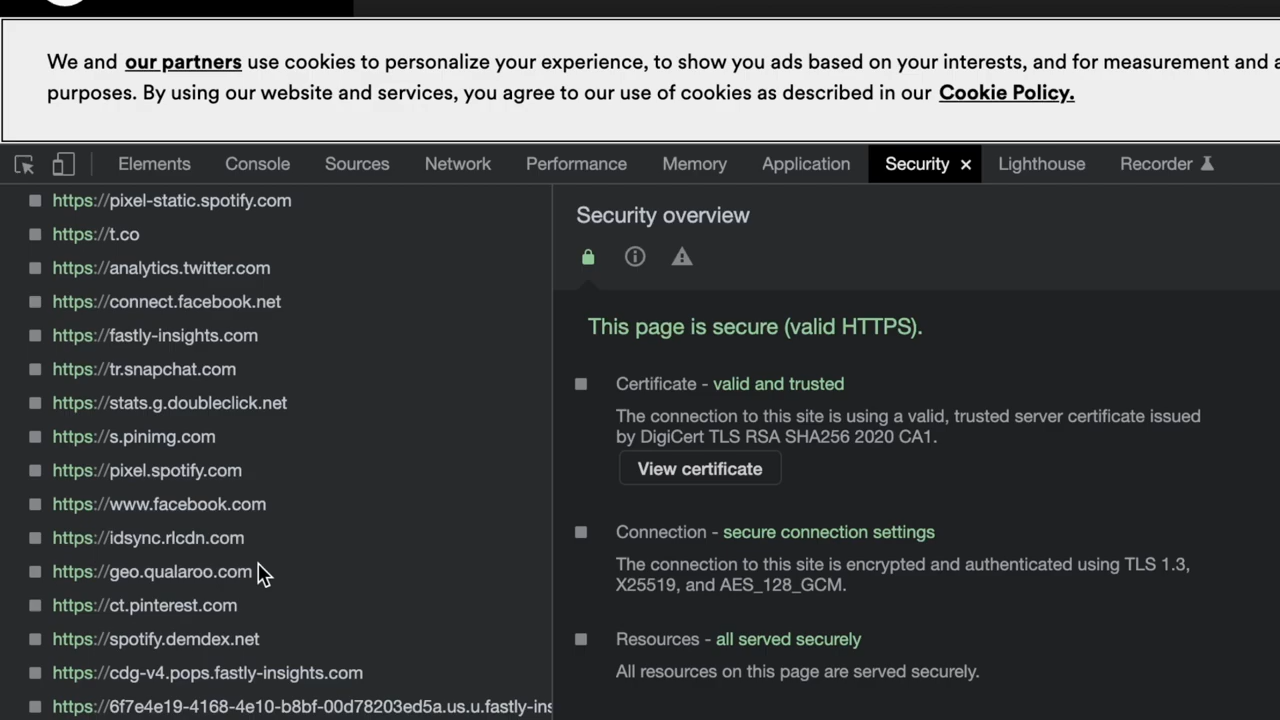 We and our partners use cookies to personalize your experience, to show you ads based on your interests, and for measurement and
purposes. By using our website and services, you agree to our use of cookies as described in our Cookie Policy.
Elements Console Sources Network Performance Memory Application Security × Lighthouse Recorder
https://pixel-static.spotify.com
https://t.co
https://analytics.twitter.com
https://connect.facebook.net
https://fastly-insights.com
https://tr.snapchat.com
https://stats.g.doubleclick.net
https://s.pinimg.com
https://pixel.spotify.com
https://www.facebook.com
https://idsync.rlcdn.com
https://geo.qualaroo.com
https://ct.pinterest.com
https://spotify.demdex.net
https://cdg-v4.pops.fastly-insights.com
https://6f7e4e19-4168-4e10-b8bf-00d78203ed5a.us.u.fastly-ins
Security overview
This page is secure (valid HTTPS).
Certificate - valid and trusted
The connection to this site is using a valid, trusted server certificate issued
by DigiCert TLS RSA SHA256 2020 CA1.
View certificate
Connection - secure connection settings
The connection to this site is encrypted and authenticated using TLS 1.3,
X25519, and AES_128_GCM.
Resources - all served securely
All resources on this page are served securely.